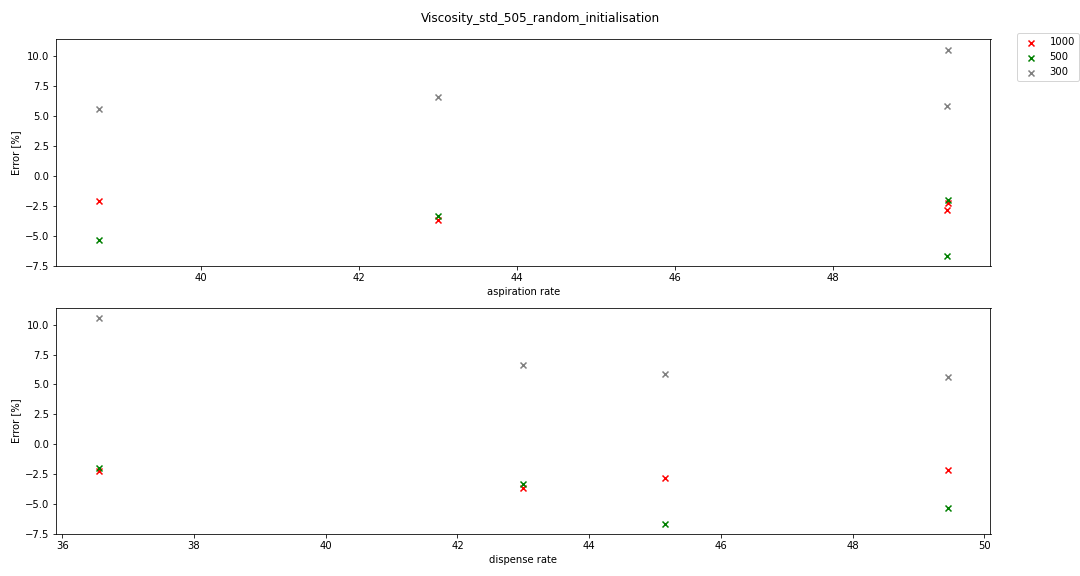 Viscosity_std_505_random_initialisation
1000
500
300
10.0
7.5
5.0
2.5
0.0
−2.5
−5.0
−7.5
Error [%]
40 42 44 46 48
aspiration rate
10.0
7.5
5.0
2.5
0.0
−2.5
−5.0
−7.5
Error [%]
36 38 40 42 44 46 48 50
dispense rate